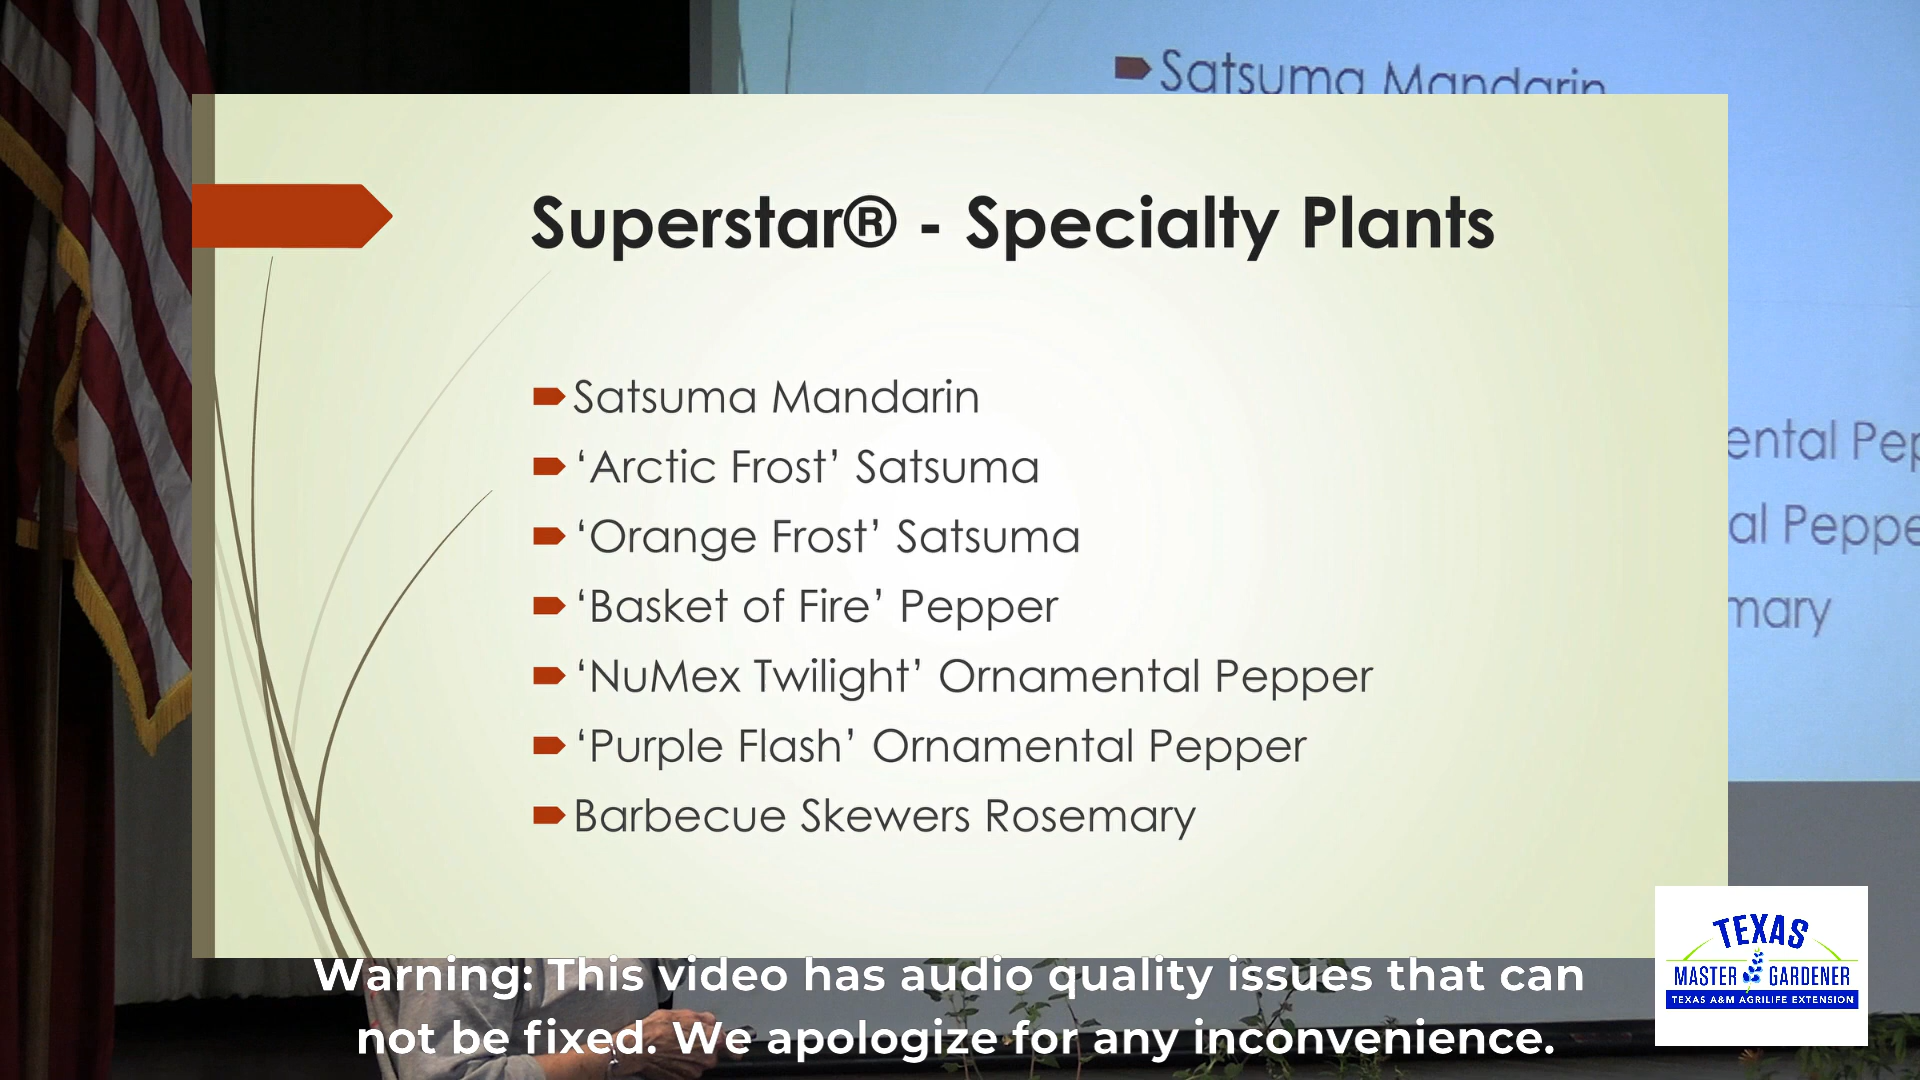 Satsuma Mandarin
Superstar® - Specialty Plants
Satsuma Mandarin
‘Arctic Frost’ Satsuma
‘Orange Frost’ Satsuma
‘Basket of Fire’ Pepper
‘NuMex Twilight’ Ornamental Pepper
‘Purple Flash’ Ornamental Pepper
Barbecue Skewers Rosemary
ental Pep
al Peppe
mary
TEXAS
MASTER GARDENER
TEXAS A&M AGRILIFE EXTENSION
Warning: This video has audio quality issues that can
not be fixed. We apologize for any inconvenience.